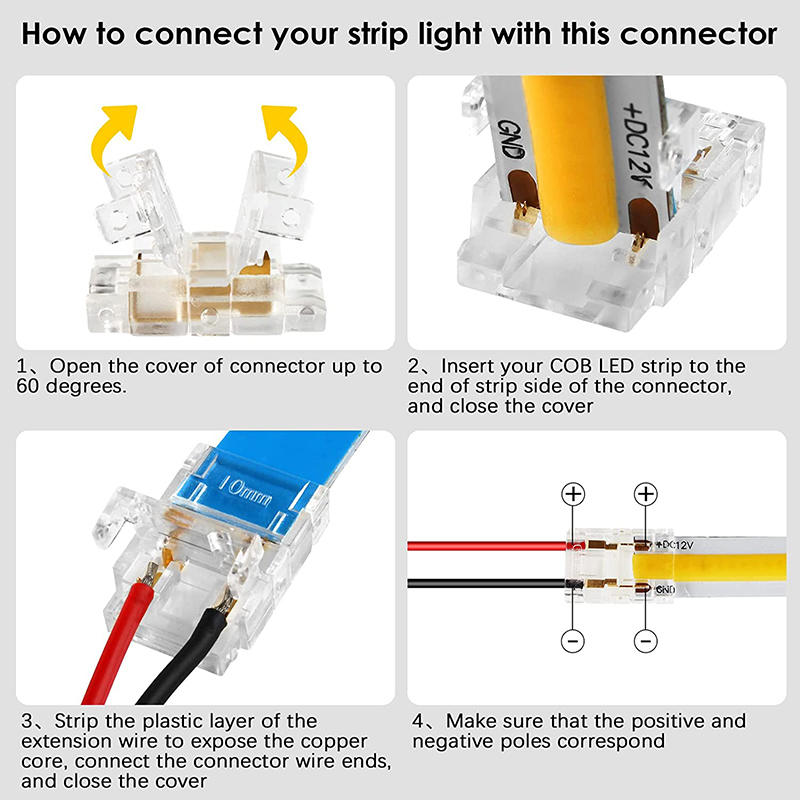 How to connect your strip light with this connector
GND
+DC12V
1、Open the cover of connector up to
60 degrees.
2、Insert your COB LED strip to the
end of strip side of the connector,
and close the cover
10mm
+ +
+DC12V
GND
- -
3、Strip the plastic layer of the
extension wire to expose the copper
core, connect the connector wire ends,
and close the cover
4、Make sure that the positive and
negative poles correspond